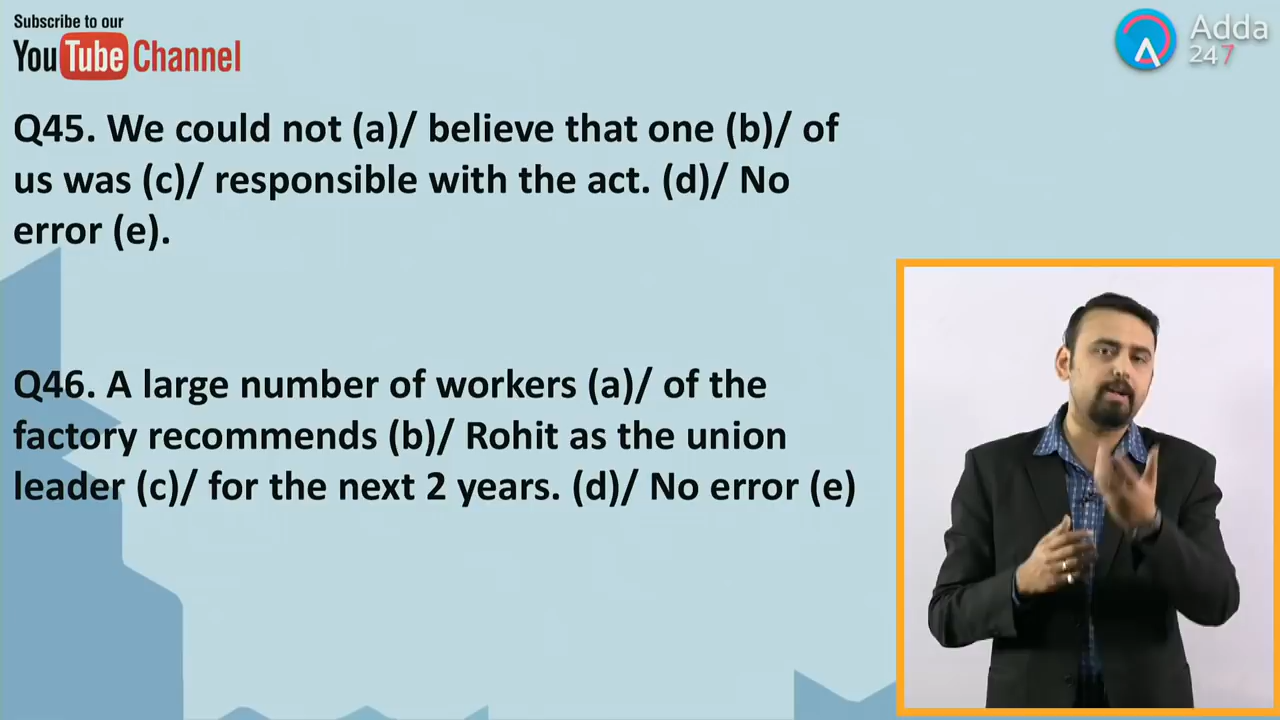 Subscribe to our
YouTube Channel
Adda
247
Q45. We could not (a)/ believe that one (b)/ of
us was (c)/ responsible with the act. (d)/ No
error (e).
Q46. A large number of workers (a)/ of the
factory recommends (b)/ Rohit as the union
leader (c)/ for the next 2 years. (d)/ No error (e)